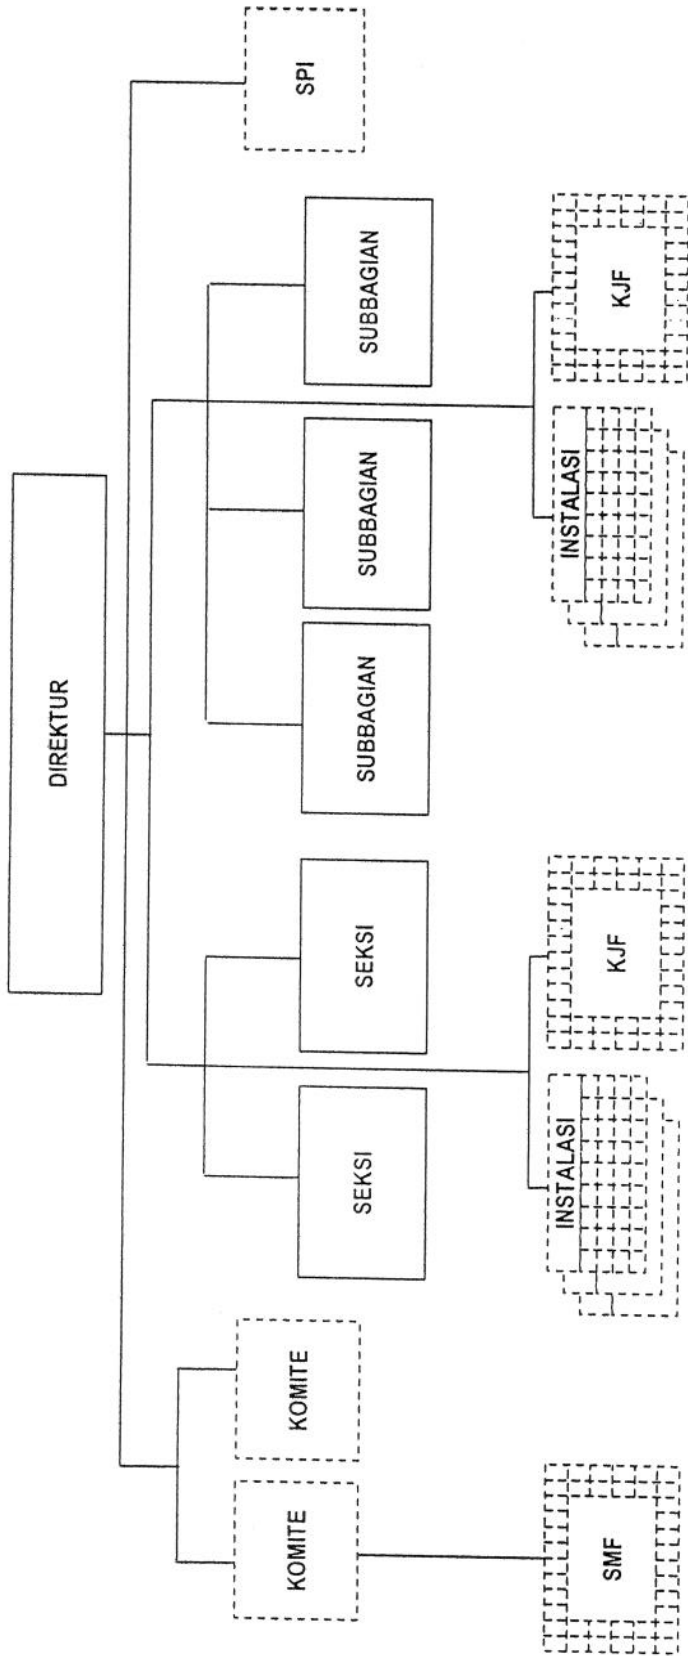 DIREKTUR
SPI
KOMITE
KOMITE
SEKSI
SEKSI
SUBBAGIAN
SUBBAGIAN
SUBBAGIAN
SMF
INSTALASI
KJF
INSTALASI
KJF